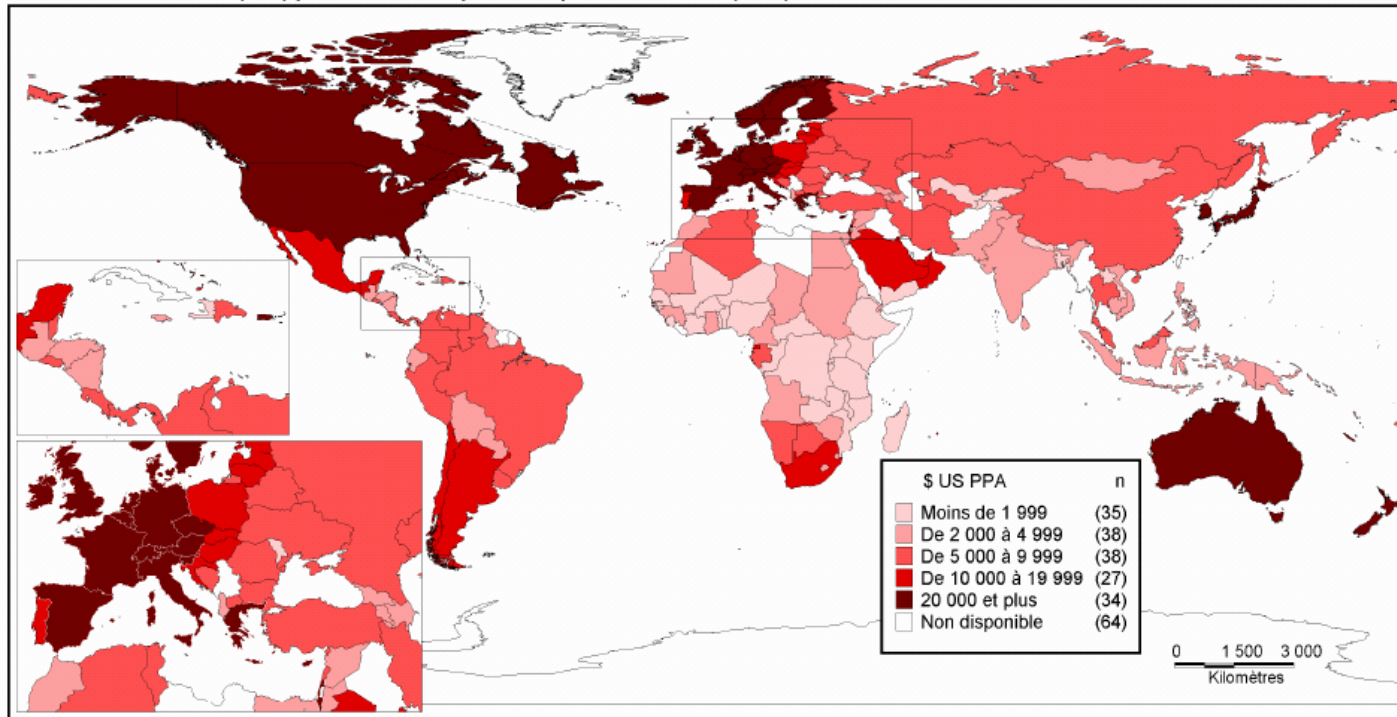 $ US PPA n
Moins de 1 999 (35)
De 2 000 à 4 999 (38)
De 5 000 à 9 999 (38)
De 10 000 à 19 999 (27)
20 000 et plus (34)
Non disponible (64)
0 1 500 3 000
Kilomètres